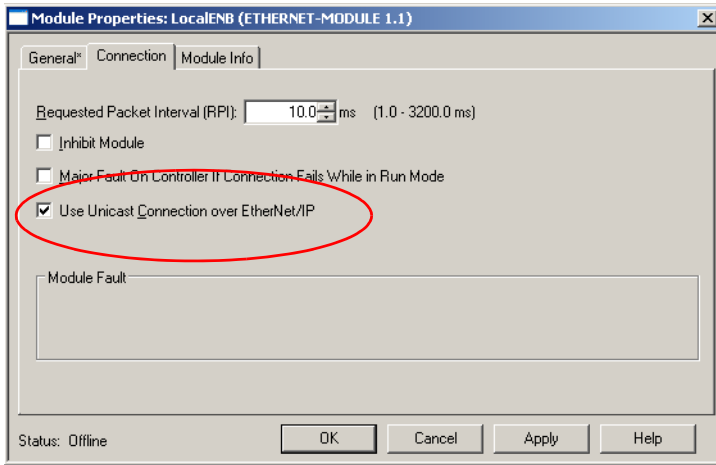 Module Properties: LocalENB (ETHERNET-MODULE 1.1)
General* Connection Module Info
Requested Packet Interval (RPI): 10.0 ms (1.0 - 3200.0 ms)
Inhibit Module
Major Fault On Controller If Connection Fails While in Run Mode
Use Unicast Connection over EtherNet/IP
Module Fault
Status: Offline OK Cancel Apply Help